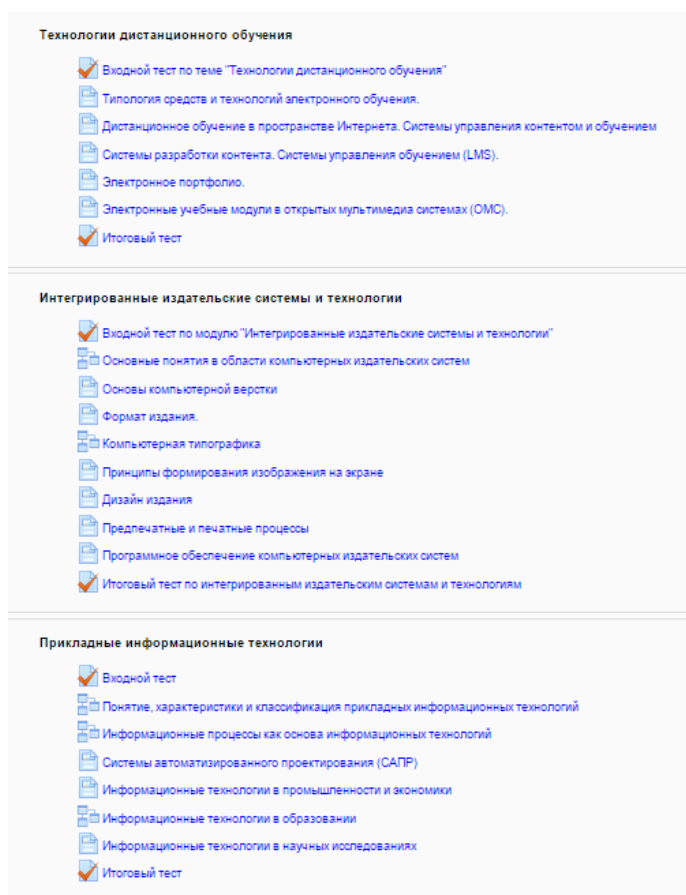 Технологии дистанционного обучения
Входной тест по теме "Технологии дистанционного обучения"
Типология средств и технологий электронного обучения.
Дистанционное обучение в пространстве Интернета. Системы управления контентом и обучением
Системы разработки контента. Системы управления обучением (LMS).
Электронное портфолио.
Электронные учебные модули в открытых мультимедиа системах (ОМС).
Итоговый тест
Интегрированные издательские системы и технологии
Входной тест по модулю "Интегрированные издательские системы и технологии"
Основные понятия в области компьютерных издательских систем
Основы компьютерной верстки
Формат издания.
Компьютерная типографика
Принципы формирования изображения на экране
Дизайн издания
Предпечатные и печатные процессы
Программное обеспечение компьютерных издательских систем
Итоговый тест по интегрированным издательским системам и технологиям
Прикладные информационные технологии
Входной тест
Понятие, характеристики и классификация прикладных информационных технологий
Информационные процессы как основа информационных технологий
Системы автоматизированного проектирования (САПР)
Информационные технологии в промышленности и экономики
Информационные технологии в образовании
Информационные технологии в научных исследованиях
Итоговый тест